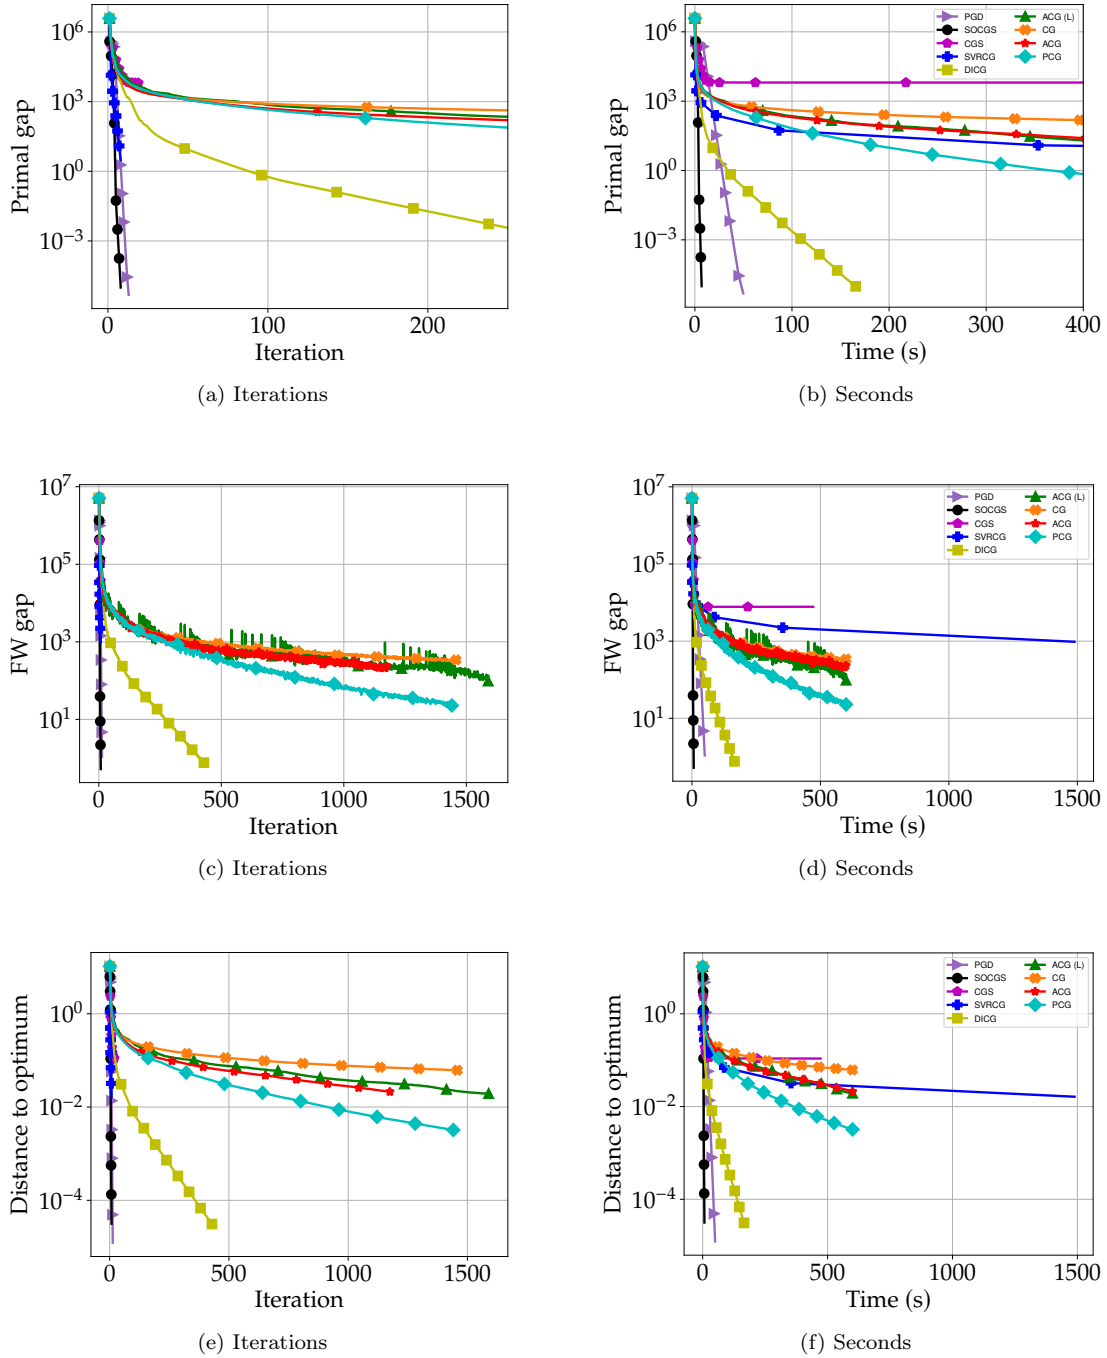 Primal gap
10^6
10^3
10^0
10^-3
0
100
200
Iteration
(a) Iterations
Primal gap
10^6
10^3
10^0
10^-3
0
100
200
300
400
Time (s)
PGD
SOCGS
CGS
SVRCG
DICG
ACG (L)
CG
ACG
PCG
(b) Seconds
FW gap
10^7
10^5
10^3
10^1
0
500
1000
1500
Iteration
(c) Iterations
FW gap
10^7
10^5
10^3
10^1
0
500
1000
1500
Time (s)
PGD
SOCGS
CGS
SVRCG
DICG
ACG (L)
CG
ACG
PCG
(d) Seconds
Distance to optimum
10^0
10^-2
10^-4
0
500
1000
1500
Iteration
(e) Iterations
Distance to optimum
10^0
10^-2
10^-4
0
500
1000
1500
Time (s)
PGD
SOCGS
CGS
SVRCG
DICG
ACG (L)
CG
ACG
PCG
(f) Seconds